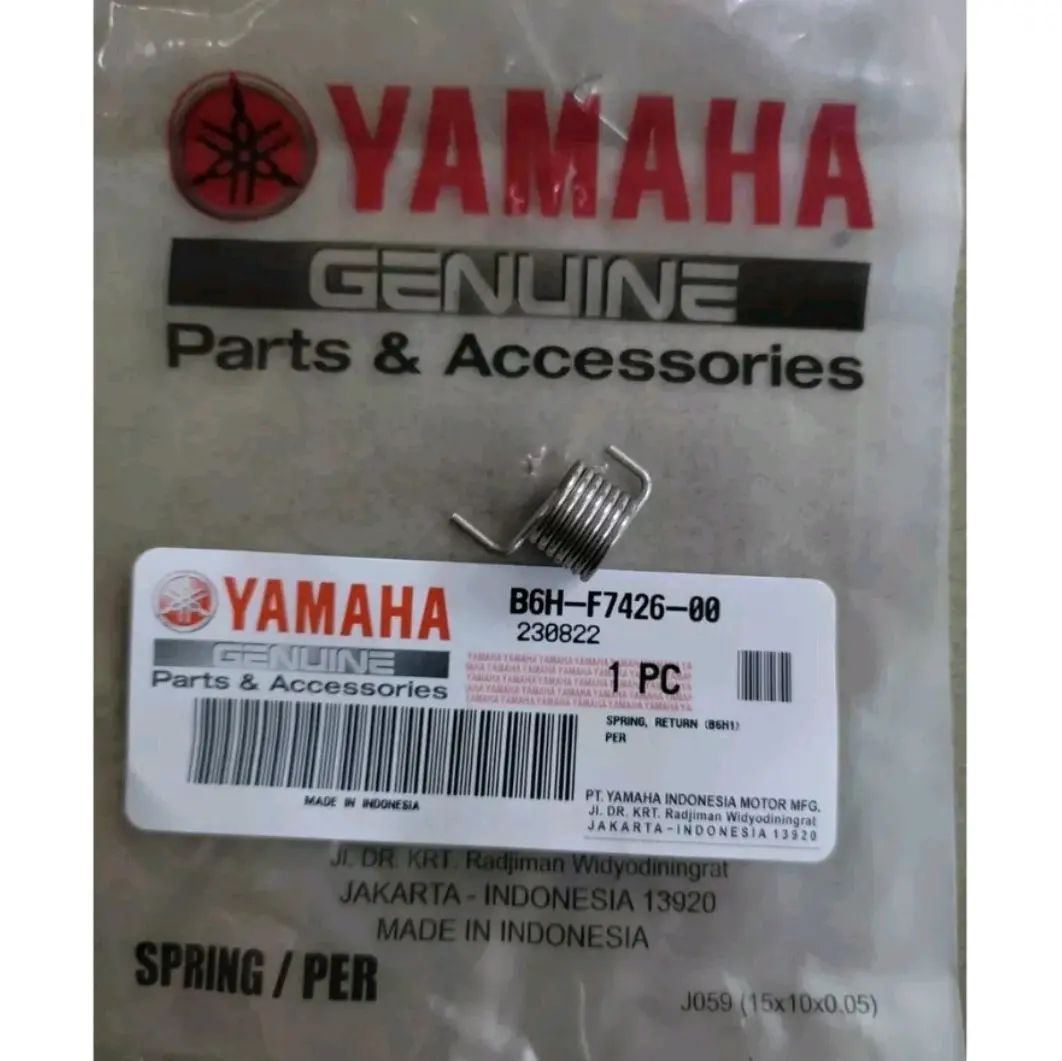 YAMAHA
GENUINE
Parts & Accessories
YAMAHA
GENUINE
Parts & Accessories
B6H-F7426-00
230822
1 PC
SPRING, RETURN (B6H1)
PER
MADE IN INDONESIA
PT. YAMAHA INDONESIA MOTOR MFG.
Jl. DR. KRT. Radjiman Widyodiningrat
JAKARTA-INDONESIA 13920
Jl. DR. KRT. Radjiman Widyodiningrat
JAKARTA - INDONESIA 13920
MADE IN INDONESIA
SPRING / PER
J059 (15x10x0.05)